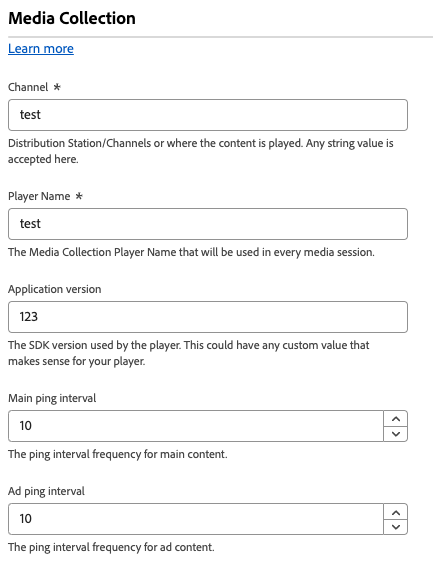 Media Collection
Learn more
Channel *
test
Distribution Station/Channels or where the content is played. Any string value is
accepted here.
Player Name *
test
The Media Collection Player Name that will be used in every media session.
Application version
123
The SDK version used by the player. This could have any custom value that
makes sense for your player.
Main ping interval
10
The ping interval frequency for main content.
Ad ping interval
10
The ping interval frequency for ad content.